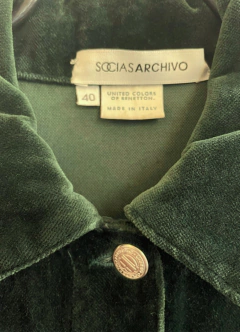 SOCIASARCHIVO
40
UNITED COLORS
OF BENETTON.
MADE IN ITALY